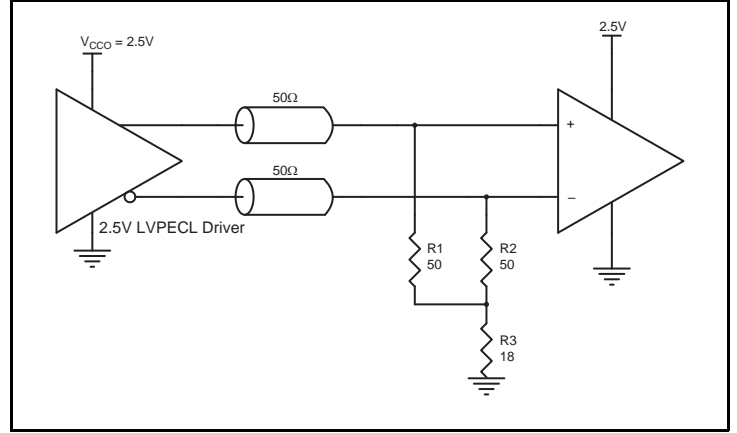 V_CCO = 2.5V
2.5V
50Ω
+
50Ω
–
2.5V LVPECL Driver
R1
50
R2
50
R3
18